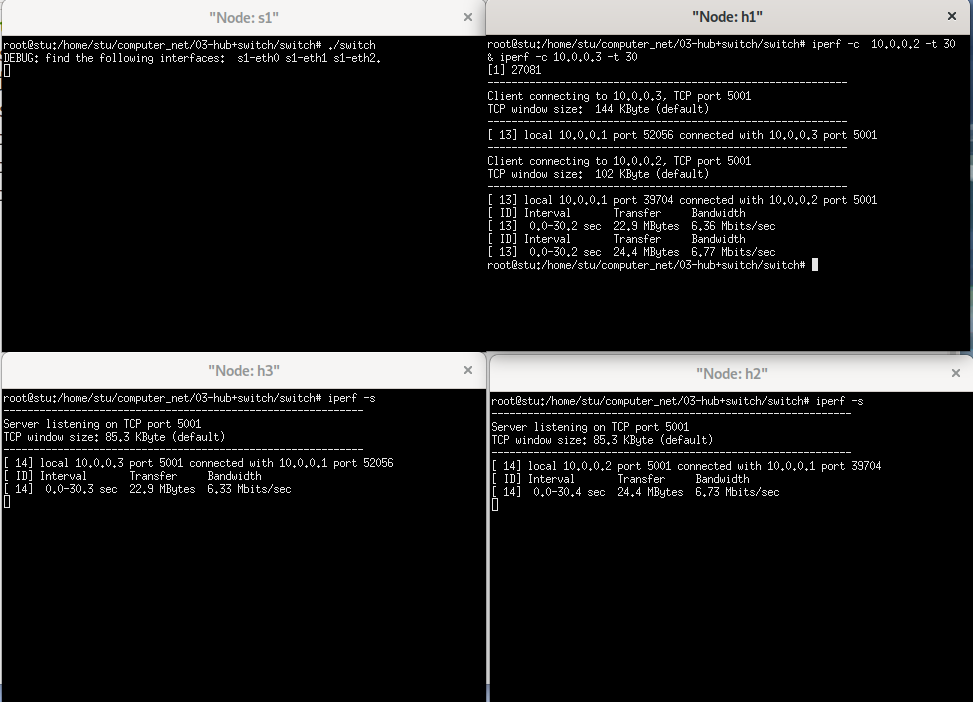 "Node: s1"
root@stu:/home/stu/computer_net/03-hub+switch/switch# ./switch
DEBUG: find the following interfaces:  s1-eth0 s1-eth1 s1-eth2.
"Node: h1"
root@stu:/home/stu/computer_net/03-hub+switch/switch# iperf -c  10.0.0.2 -t 30
& iperf -c 10.0.0.3 -t 30
[1] 27081
------------------------------------------------------------
Client connecting to 10.0.0.3, TCP port 5001
TCP window size:  144 KByte (default)
------------------------------------------------------------
[ 13] local 10.0.0.1 port 52056 connected with 10.0.0.3 port 5001
------------------------------------------------------------
Client connecting to 10.0.0.2, TCP port 5001
TCP window size:  102 KByte (default)
------------------------------------------------------------
[ 13] local 10.0.0.1 port 39704 connected with 10.0.0.2 port 5001
[ ID] Interval       Transfer     Bandwidth
[ 13]  0.0-30.2 sec  22.9 MBytes  6.36 Mbits/sec
[ ID] Interval       Transfer     Bandwidth
[ 13]  0.0-30.2 sec  24.4 MBytes  6.77 Mbits/sec
root@stu:/home/stu/computer_net/03-hub+switch/switch#
"Node: h3"
root@stu:/home/stu/computer_net/03-hub+switch/switch# iperf -s
------------------------------------------------------------
Server listening on TCP port 5001
TCP window size: 85.3 KByte (default)
------------------------------------------------------------
[ 14] local 10.0.0.3 port 5001 connected with 10.0.0.1 port 52056
[ ID] Interval       Transfer     Bandwidth
[ 14]  0.0-30.3 sec  22.9 MBytes  6.33 Mbits/sec
"Node: h2"
root@stu:/home/stu/computer_net/03-hub+switch/switch# iperf -s
------------------------------------------------------------
Server listening on TCP port 5001
TCP window size: 85.3 KByte (default)
------------------------------------------------------------
[ 14] local 10.0.0.2 port 5001 connected with 10.0.0.1 port 39704
[ ID] Interval       Transfer     Bandwidth
[ 14]  0.0-30.4 sec  24.4 MBytes  6.73 Mbits/sec